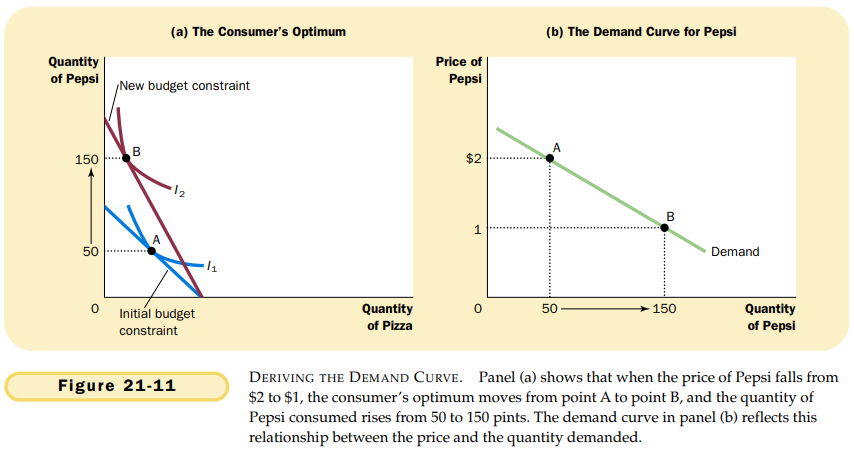 (a) The Consumer's Optimum
Quantity
of Pepsi
New budget constraint
150
B
I2
A
50
I1
0
Initial budget
constraint
Quantity
of Pizza
(b) The Demand Curve for Pepsi
Price of
Pepsi
$2
A
B
1
Demand
0
50
150
Quantity
of Pepsi
Figure 21-11
DERIVING THE DEMAND CURVE. Panel (a) shows that when the price of Pepsi falls from
$2 to $1, the consumer's optimum moves from point A to point B, and the quantity of
Pepsi consumed rises from 50 to 150 pints. The demand curve in panel (b) reflects this
relationship between the price and the quantity demanded.